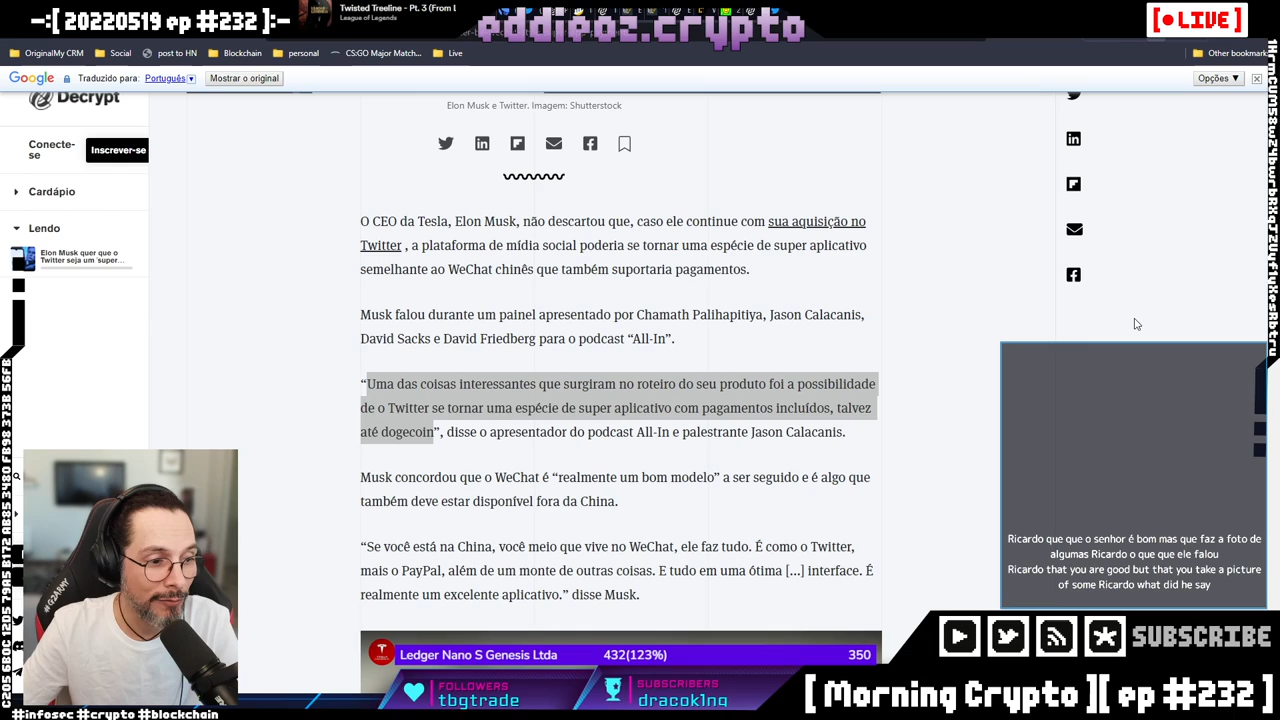 -:[ 20220519 ep #232 ]:-
Twisted Treeline - Pt. 3 (From L
League of Legends
eddieoz.crypto
[● LIVE]
OriginalMy CRM
Social
post to HN
Blockchain
personal
CS:GO Major Match...
Live
Other bookmark
Google
Traduzido para:
Português
Mostrar o original
Opções ▼
Decrypt
Conecte-
se
Inscrever-se
Cardápio
Lendo
Elon Musk quer que o
Twitter seja um 'super...
Elon Musk e Twitter. Imagem: Shutterstock
O CEO da Tesla, Elon Musk, não descartou que, caso ele continue com sua aquisição no
Twitter , a plataforma de mídia social poderia se tornar uma espécie de super aplicativo
semelhante ao WeChat chinês que também suportaria pagamentos.
Musk falou durante um painel apresentado por Chamath Palihapitiya, Jason Calacanis,
David Sacks e David Friedberg para o podcast “All-In”.
“Uma das coisas interessantes que surgiram no roteiro do seu produto foi a possibilidade
de o Twitter se tornar uma espécie de super aplicativo com pagamentos incluídos, talvez
até dogecoin”, disse o apresentador do podcast All-In e palestrante Jason Calacanis.
Musk concordou que o WeChat é “realmente um bom modelo” a ser seguido e é algo que
também deve estar disponível fora da China.
“Se você está na China, você meio que vive no WeChat, ele faz tudo. É como o Twitter,
mais o PayPal, além de um monte de outras coisas. E tudo em uma ótima [...] interface. É
realmente um excelente aplicativo.” disse Musk.
Ricardo que que o senhor é bom mas que faz a foto de
algumas Ricardo o que que ele falou
Ricardo that you are good but that you take a picture
of some Ricardo what did he say
#G2ARMY
Ledger Nano S Genesis Ltda 432(123%) 350
FOLLOWERS
tbgtrade
SUBSCRIBERS
dracok1ng
SUBSCRIBE
[ Morning Crypto ][ ep #232 ]
#infosec #crypto #blockchain